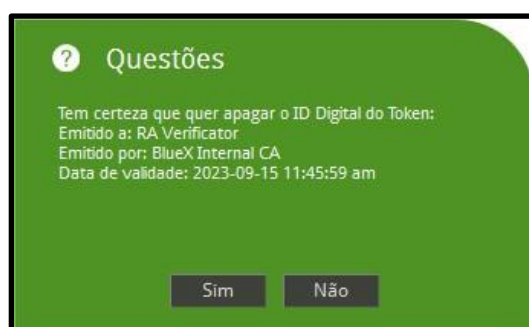 ? Questões
Tem certeza que quer apagar o ID Digital do Token:
Emitido a: RA Verificator
Emitido por: BlueX Internal CA
Data de validade: 2023-09-15 11:45:59 am
Sim Não